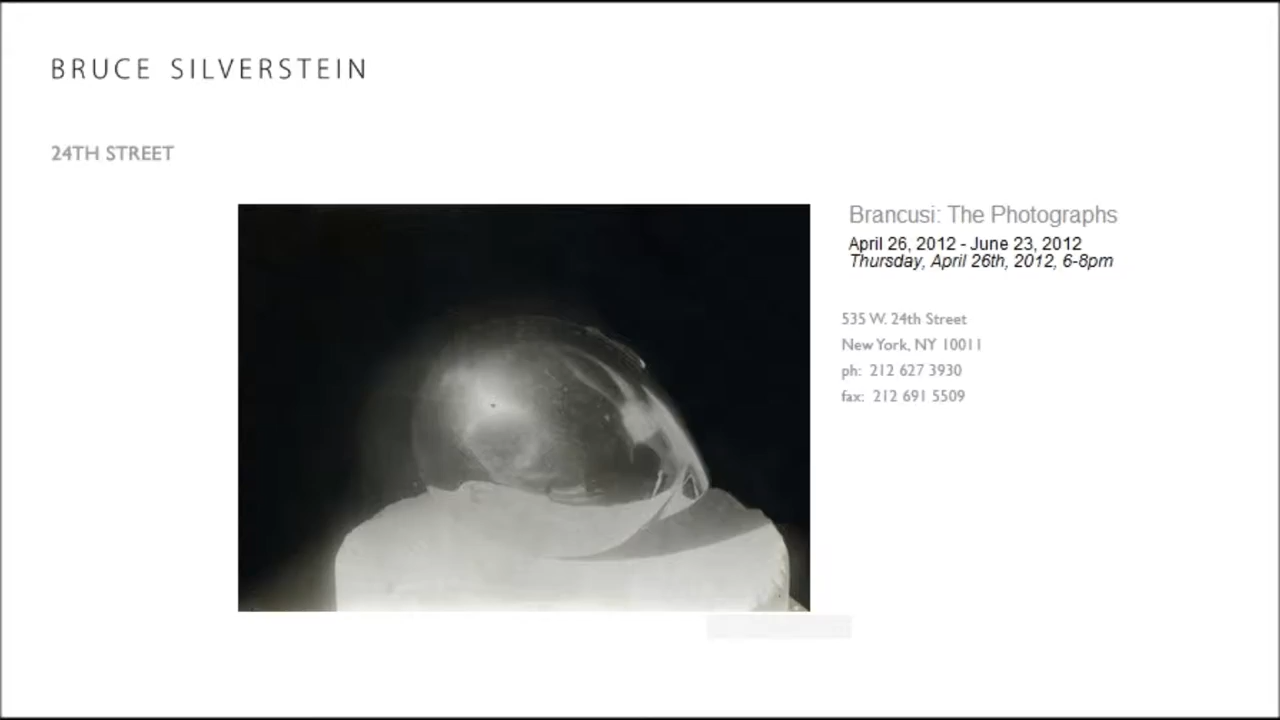 BRUCE SILVERSTEIN
24TH STREET
Brancusi: The Photographs
April 26, 2012 - June 23, 2012
Thursday, April 26th, 2012, 6-8pm
535 W. 24th Street
New York, NY 10011
ph: 212 627 3930
fax: 212 691 5509